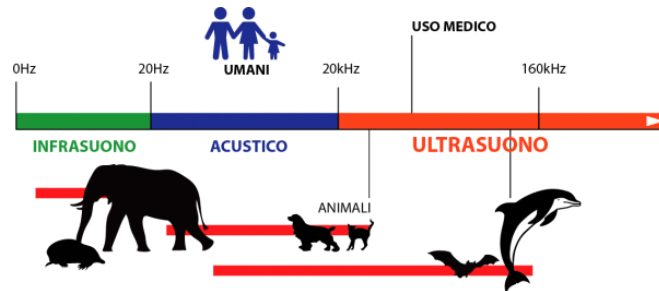 USO MEDICO
0Hz
20Hz
UMANI
20kHz
160kHz
INFRASUONO
ACUSTICO
ULTRASUONO
ANIMALI